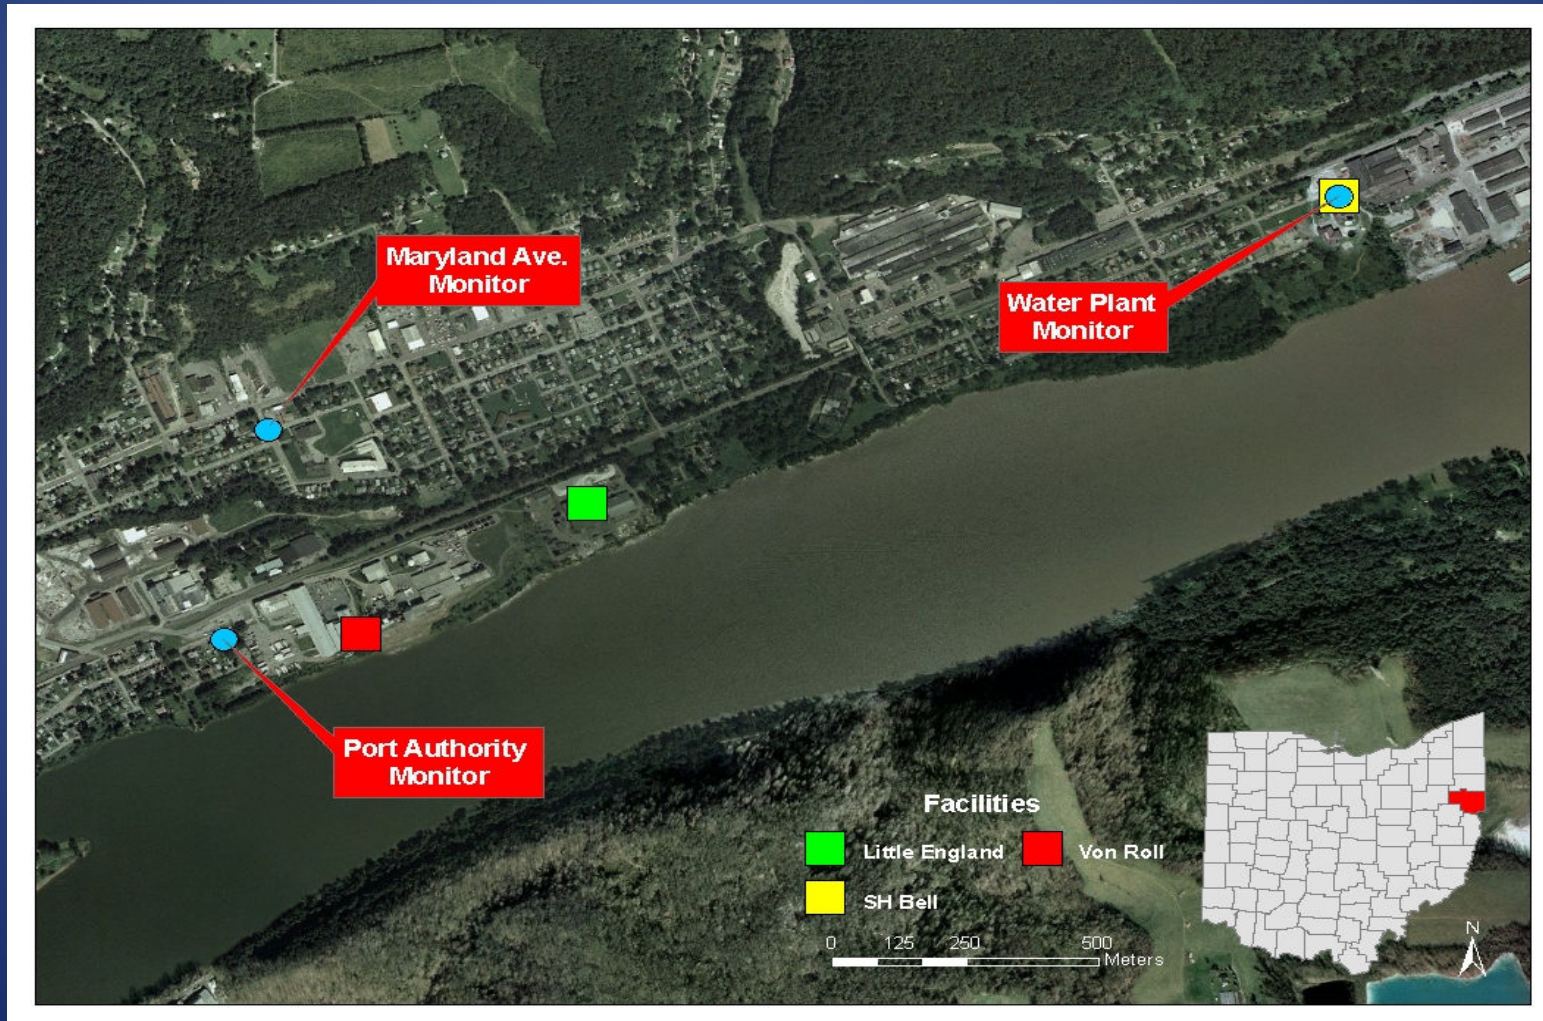 Maryland Ave.
Monitor
Water Plant
Monitor
Port Authority
Monitor
Facilities
Little England
Von Roll
SH Bell
0 125 250 500
Meters
N